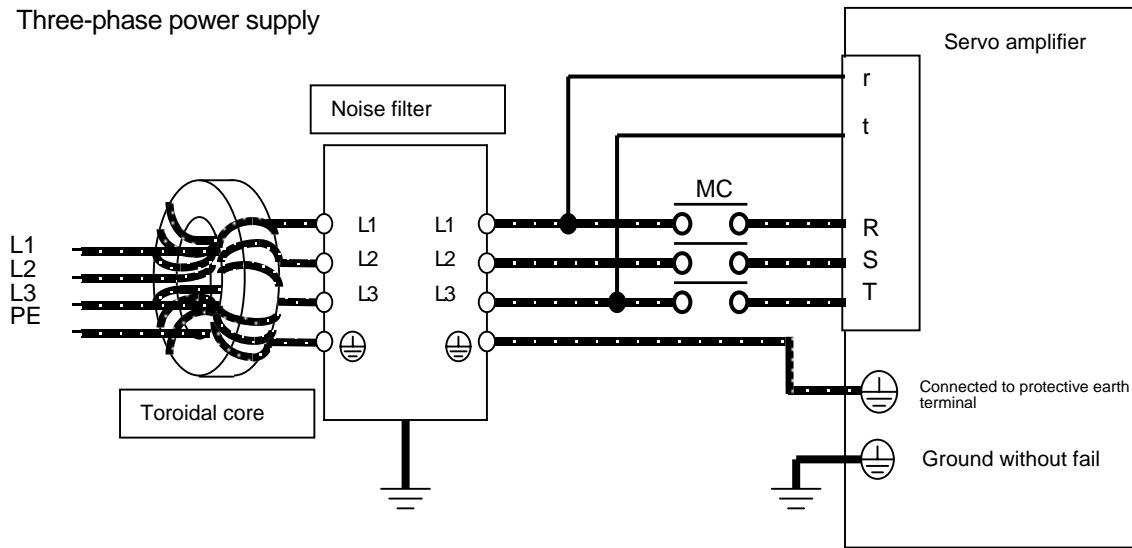 Three-phase power supply
Servo amplifier
r
Noise filter
t
MC
L1
L1
R
L1
L2
L2
S
L2
L3
L3
T
L3
PE
Connected to protective earth
terminal
Toroidal core
Ground without fail